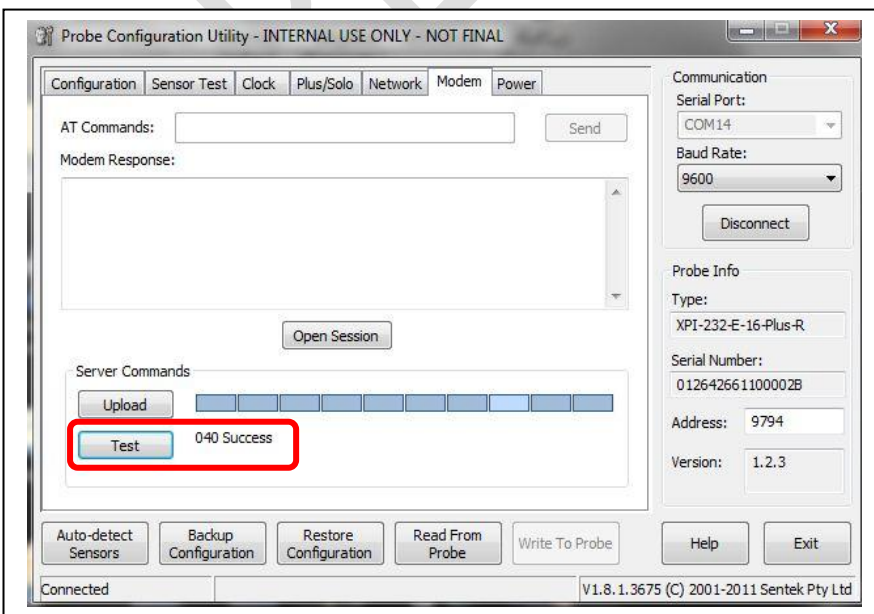 Probe Configuration Utility - INTERNAL USE ONLY - NOT FINAL
Configuration Sensor Test Clock Plus/Solo Network Modem Power
AT Commands:
Send
Modem Response:
Open Session
Server Commands
Upload
Test
040 Success
Communication
Serial Port:
COM14
Baud Rate:
9600
Disconnect
Probe Info
Type:
XPI-232-E-16-Plus-R
Serial Number:
012642661100002B
Address: 9794
Version: 1.2.3
Auto-detect
Sensors
Backup
Configuration
Restore
Configuration
Read From
Probe
Write To Probe
Help
Exit
Connected
V1.8.1.3675 (C) 2001-2011 Sentek Pty Ltd